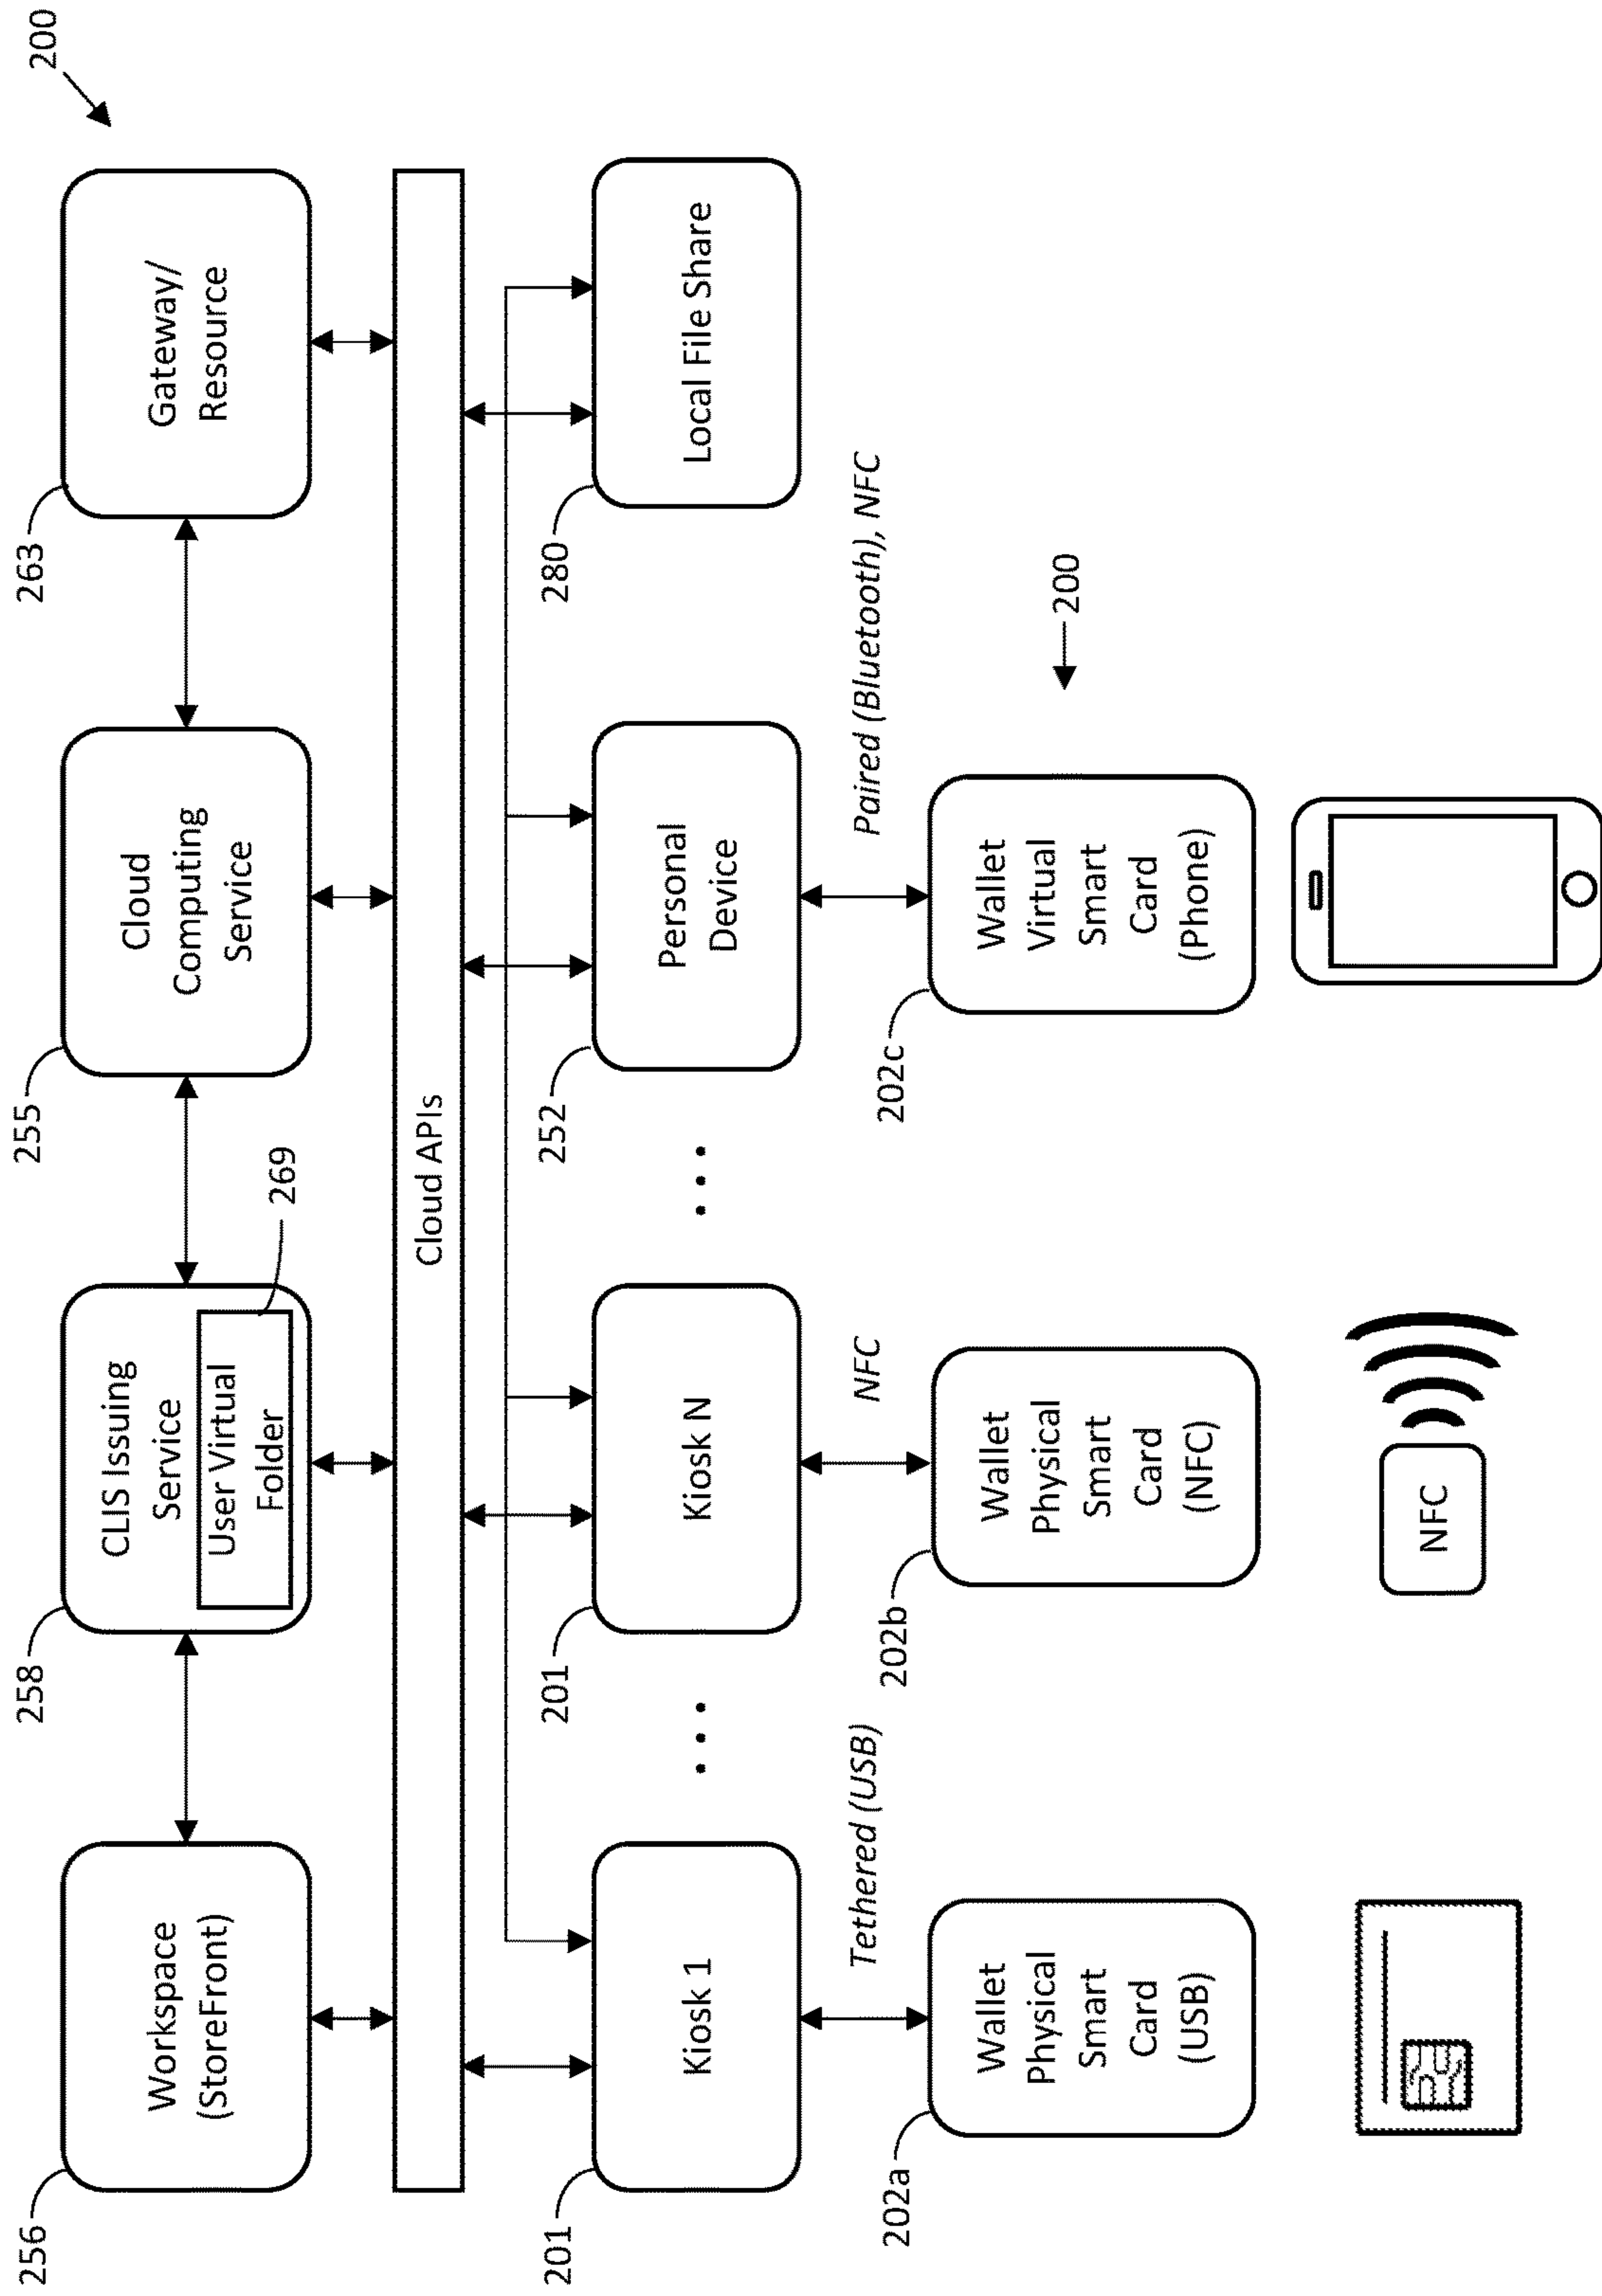 200
256
Workspace
(StoreFront)
258
CLIS Issuing
Service
User Virtual
Folder
269
255
Cloud
Computing
Service
263
Gateway/
Resource
Cloud APIs
201
Kiosk 1
• • •
201
Kiosk N
• • •
252
Personal
Device
280
Local File Share
Tethered (USB)
NFC
Paired (Bluetooth), NFC
202a
Wallet
Physical
Smart
Card
(USB)
202b
Wallet
Physical
Smart
Card
(NFC)
202c
Wallet
Virtual
Smart
Card
(Phone)
200
NFC